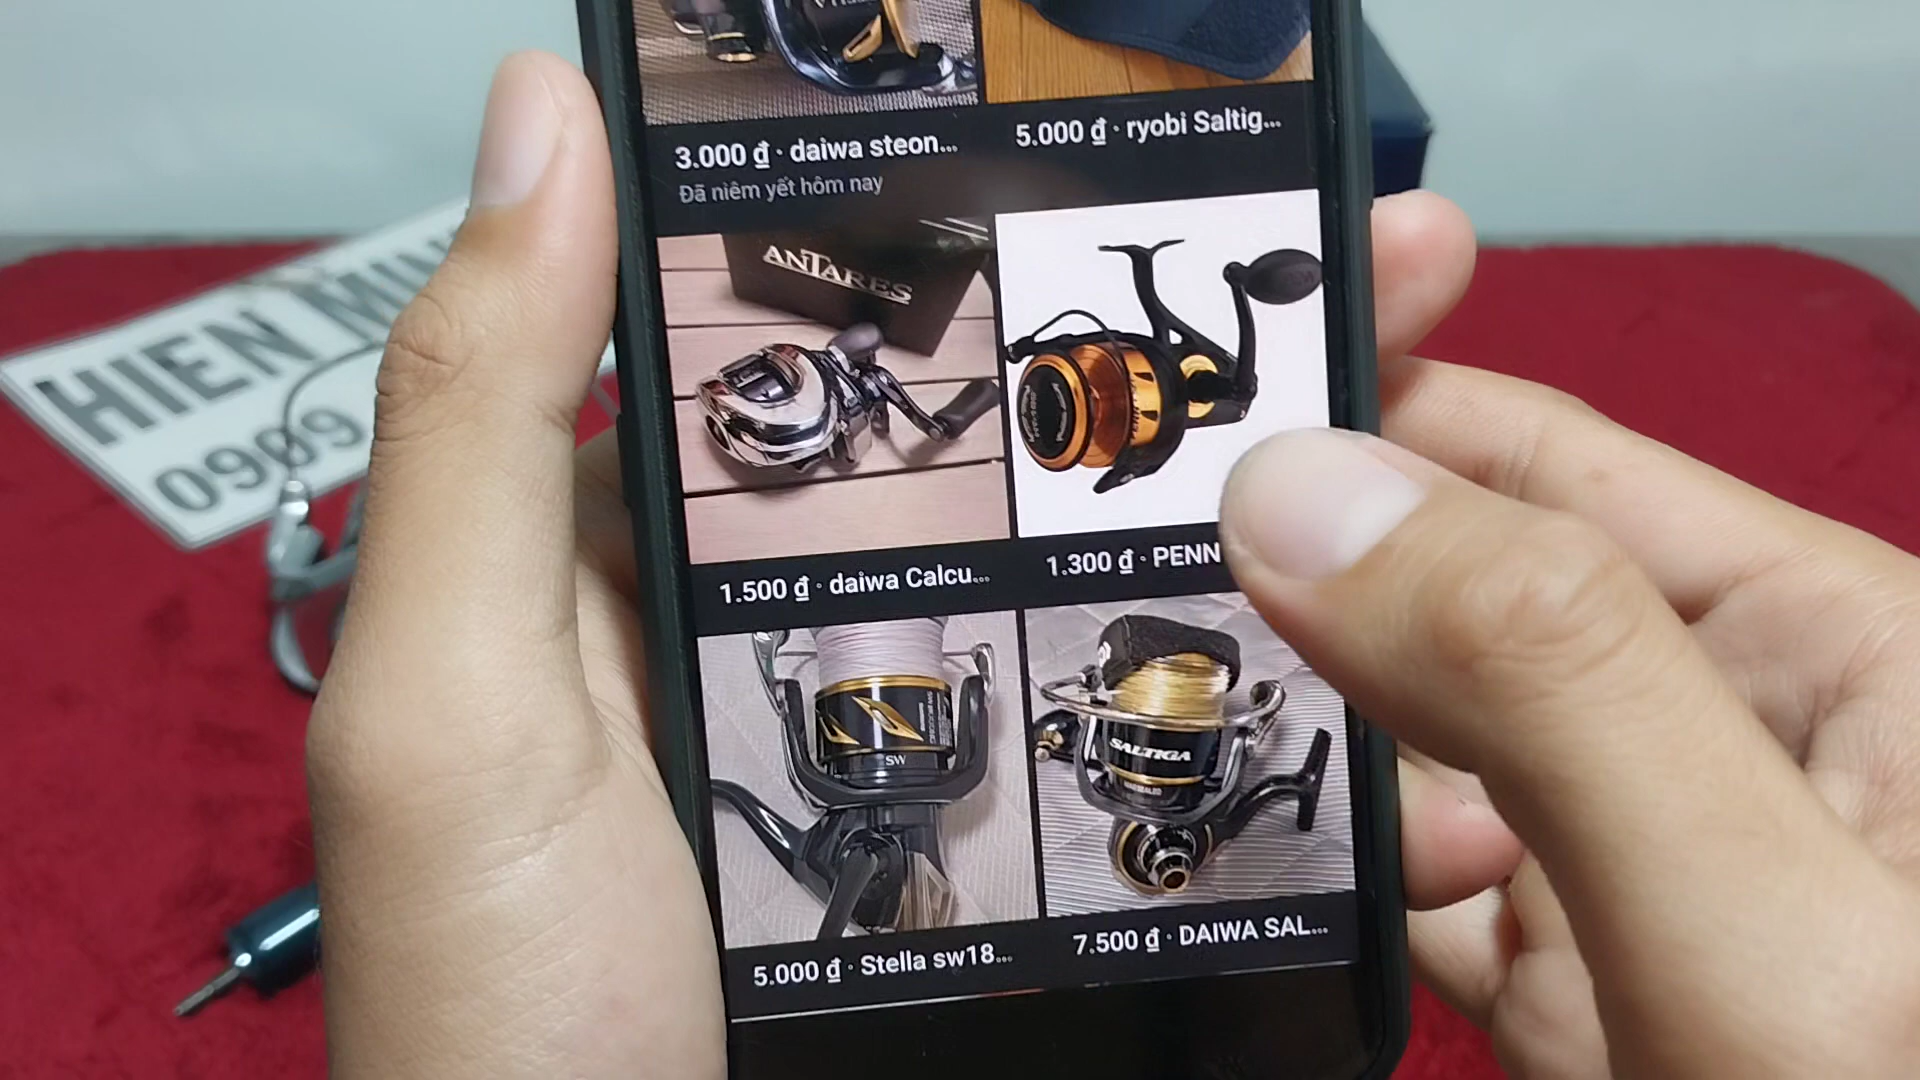 3.000 ₫ · daiwa steon...
Đã niêm yết hôm nay
5.000 ₫ · ryobi Saltig...
ANTARES
1.500 ₫ · daiwa Calcu...
1.300 ₫ · PENN
SW
5.000 ₫ · Stella sw18...
SALTIGA
7.500 ₫ · DAIWA SAL...
HIEN
0909